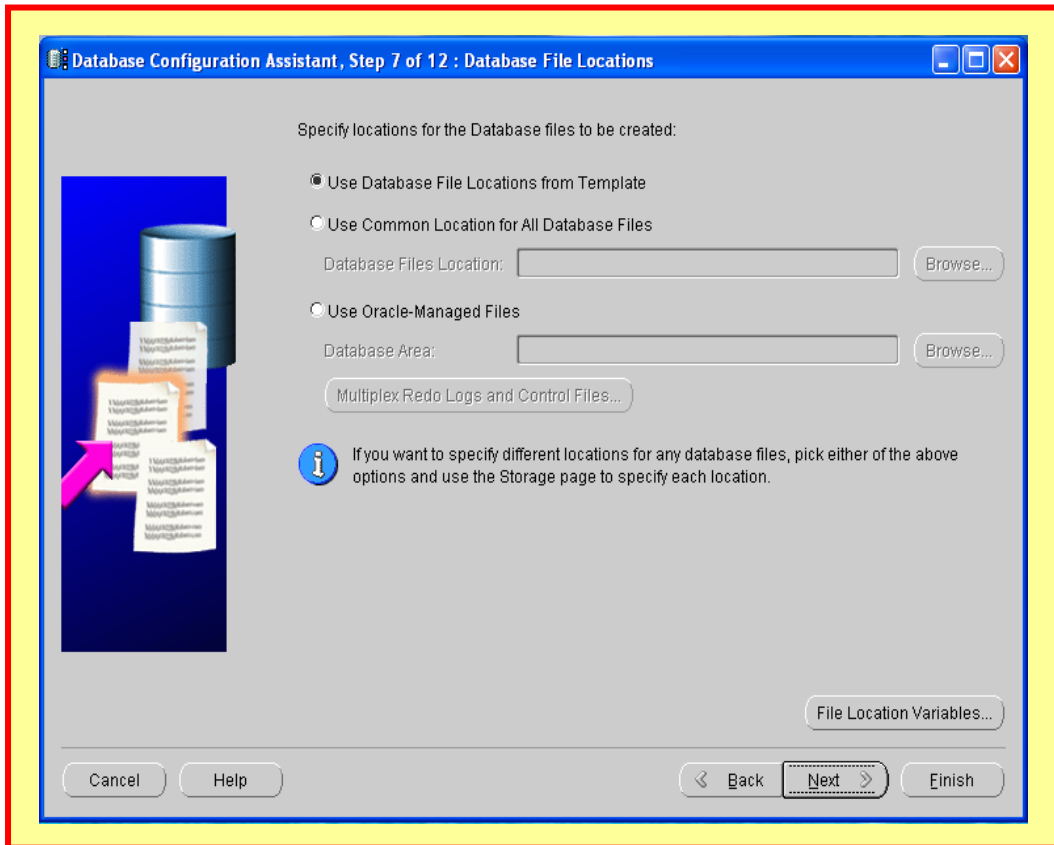 Database Configuration Assistant, Step 7 of 12 : Database File Locations
Specify locations for the Database files to be created:
Use Database File Locations from Template
Use Common Location for All Database Files
Database Files Location:
Browse...
Use Oracle-Managed Files
Database Area:
Browse...
Multiplex Redo Logs and Control Files...
If you want to specify different locations for any database files, pick either of the above
options and use the Storage page to specify each location.
File Location Variables...
Cancel
Help
Back
Next
Finish